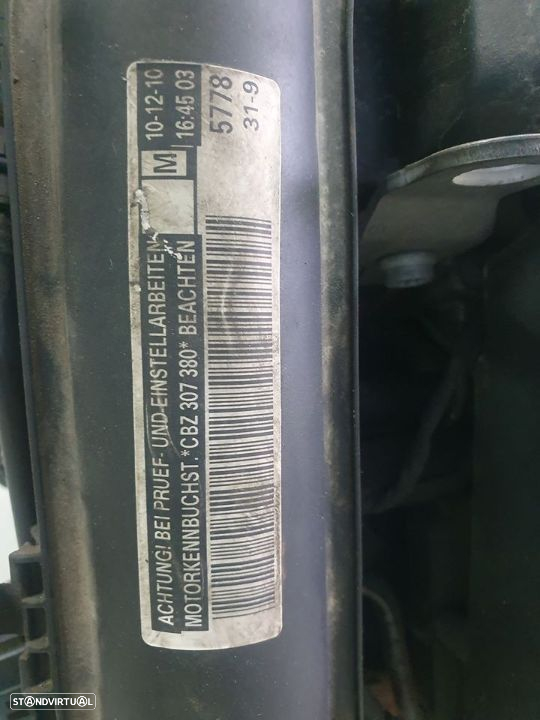 ACHTUNG! BEI PRUEF- UND EINSTELLARBEITEN M 10-12-10
MOTORKENNBUCHST. *CBZ 307 380* BEACHTEN 16:45 03
5778
31-9
STANDVIRTUAL